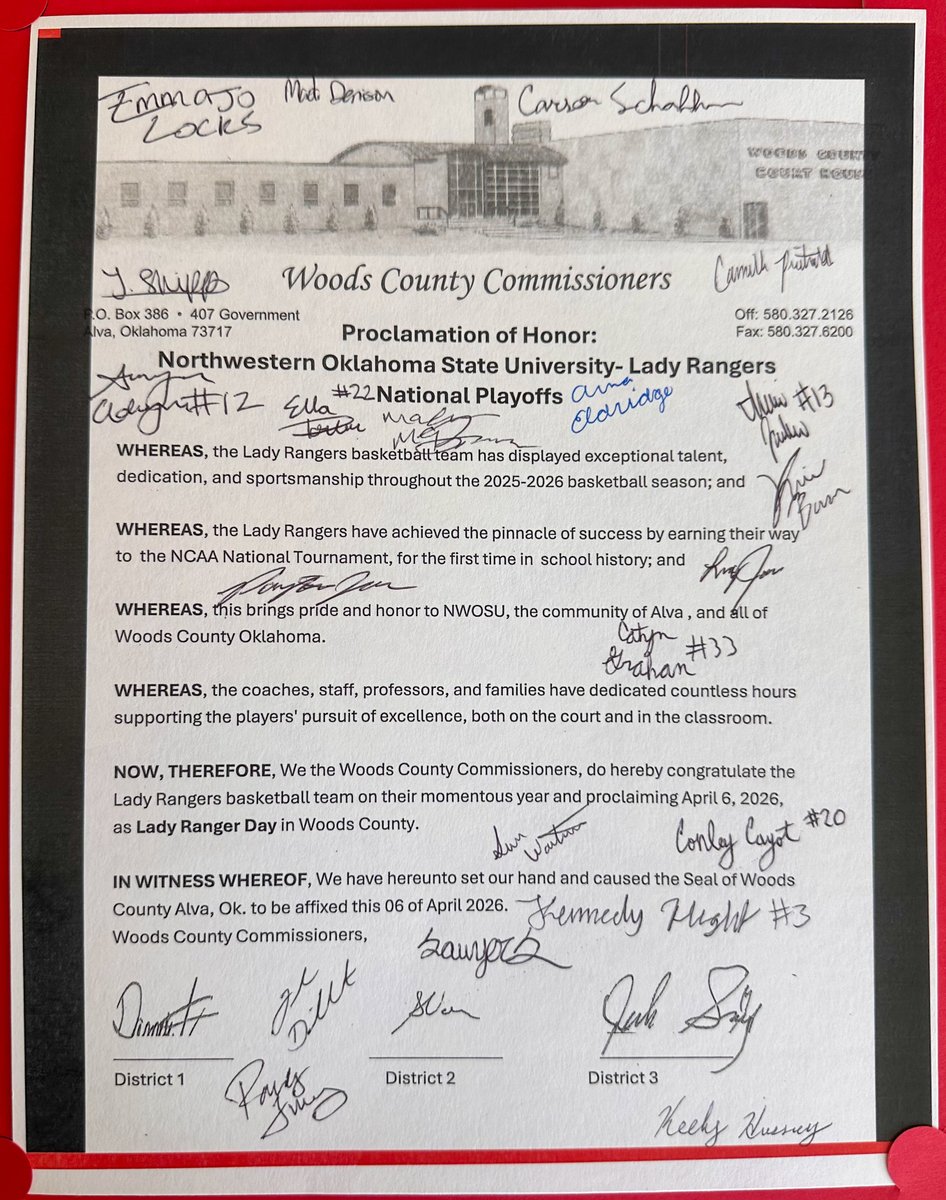 Emma Jo
Locks
Madi Denison
Carson
WOODS COUNTY
COURT HOUS
J. Shipps
Woods County Commissioners
Camille
P.O. Box 386 • 407 Government
Alva, Oklahoma 73717
Off: 580.327.2126
Fax: 580.327.6200
Proclamation of Honor:
Northwestern Oklahoma State University- Lady Rangers
National Playoffs
#12
Ella #22
Anna
Eldridge
#13
WHEREAS, the Lady Rangers basketball team has displayed exceptional talent,
dedication, and sportsmanship throughout the 2025-2026 basketball season; and
WHEREAS, the Lady Rangers have achieved the pinnacle of success by earning their way
to the NCAA National Tournament, for the first time in school history; and
WHEREAS, this brings pride and honor to NWOSU, the community of Alva , and all of
Woods County Oklahoma.
Catyn
Grahan #33
WHEREAS, the coaches, staff, professors, and families have dedicated countless hours
supporting the players' pursuit of excellence, both on the court and in the classroom.
NOW, THEREFORE, We the Woods County Commissioners, do hereby congratulate the
Lady Rangers basketball team on their momentous year and proclaiming April 6, 2026,
as Lady Ranger Day in Woods County.
Conley Cayot #20
IN WITNESS WHEREOF, We have hereunto set our hand and caused the Seal of Woods
County Alva, Ok. to be affixed this 06 of April 2026.
Kennedy Hight #3
Woods County Commissioners,
District 1
District 2
District 3
Randy
Hussey